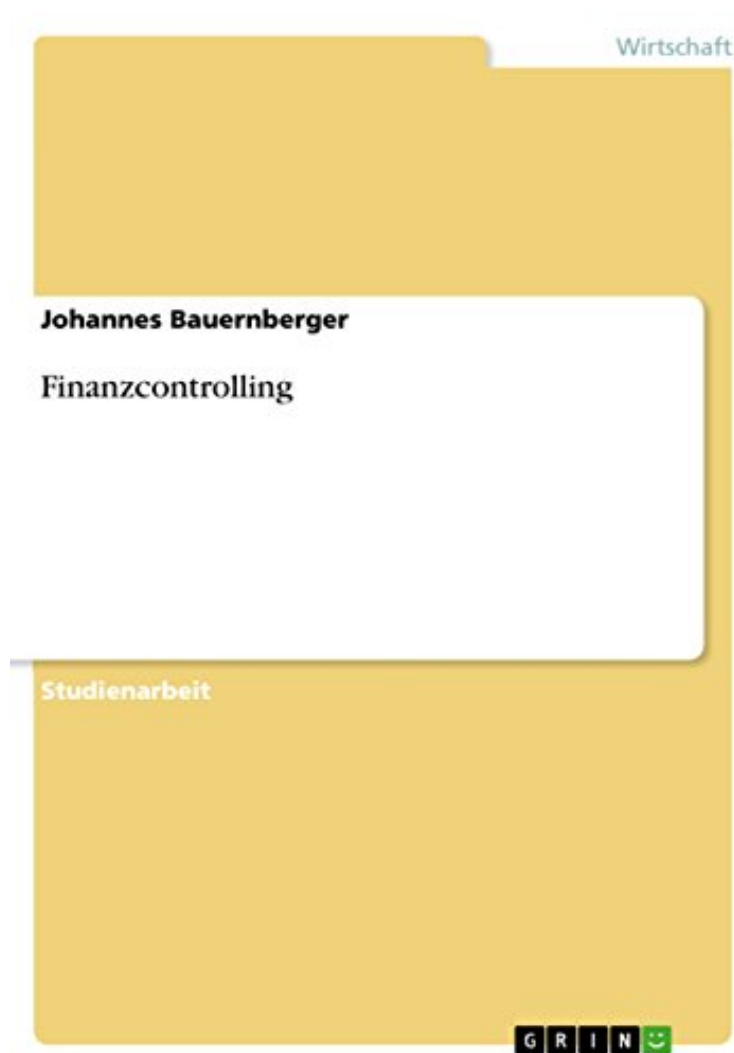 Wirtschaft
Johannes Bauernberger
Finanzcontrolling
Studienarbeit
GRIN